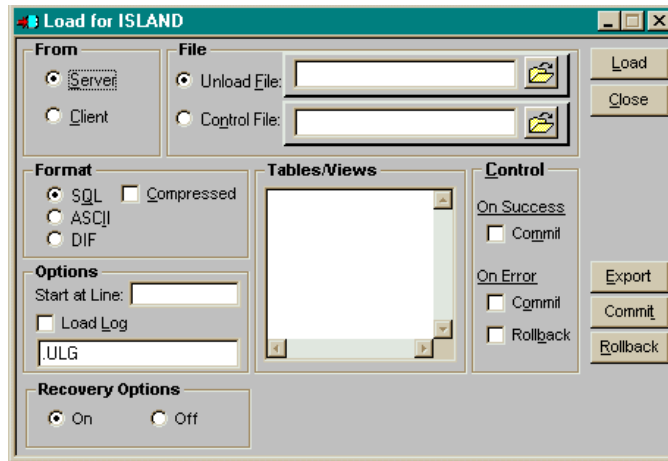 Load for ISLAND
From
Server
Client
File
Unload File:
Control File:
Load
Close
Format
SQL
Compressed
ASCII
DIF
Tables/Views
Control
On Success
Commit
On Error
Commit
Rollback
Options
Start at Line:
Load Log
.ULG
Export
Commit
Rollback
Recovery Options
On
Off